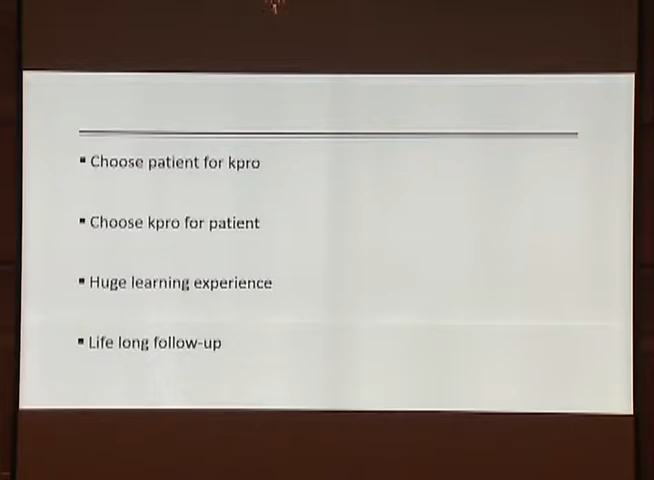 ▪ Choose patient for kpro
▪ Choose kpro for patient
▪ Huge learning experience
▪ Life long follow-up